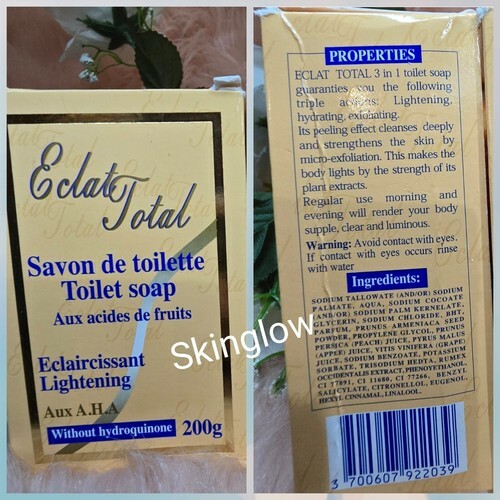 Eclat
Total
Savon de toilette
Toilet soap
Aux acides de fruits
Eclaircissant
Lightening
Aux A.H.A
Without hydroquinone 200g
Skinglow
PROPERTIES
ECLAT TOTAL 3 in 1 toilet soap
guaranties you the following
triple actions: Lightening,
hydrating, exfoliating.
Its peeling effect cleanses deeply
and strengthens the skin by
micro-exfoliation. This makes the
body lights by the strength of its
plant extracts.
Regular use morning and
evening will render your body
supple, clear and luminous.
Warning: Avoid contact with eyes.
If contact with eyes occurs rinse
with water
Ingredients:
SODIUM TALLOWATE (AND/OR) SODIUM
PALMATE, AQUA, SODIUM COCOATE
(AND/OR) SODIUM PALM KERNELATE,
GLYCERIN, SODIUM CHLORIDE, BHT,
PARFUM, PRUNUS ARMENIACA SEED
POWDER, PROPYLENE GLYCOL, PRUNUS
PERSICA (PEACH) JUICE, PYRUS MALUS
(APPLE) JUICE, VITIS VINIFERA (GRAPE)
JUICE, SODIUM BENZOATE, POTASSIUM
SORBATE, TRISODIUM HEDTA, RUMEX
OCCIDENTALIS EXTRACT, PHENOYETHANOL,
CI 77891, CI 11680, CI 77266, BENZYL
SALICYLATE, CITRONELLOL, EUGENOL,
HEXYL CINNAMAL, LINALOOL.
3 700607 922039